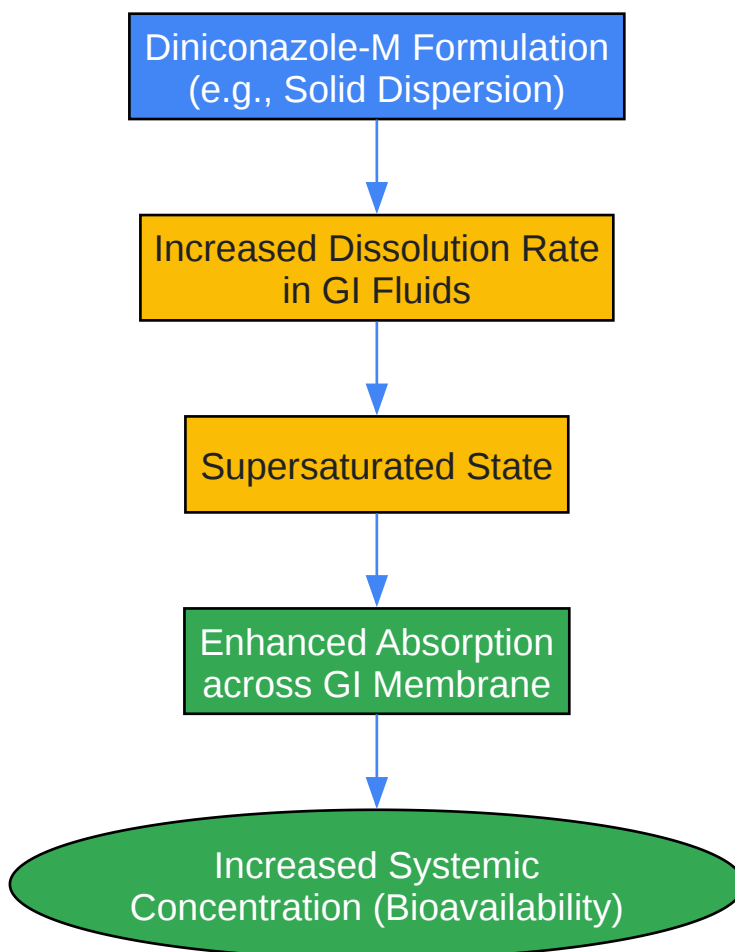 Diniconazole-M Formulation
(e.g., Solid Dispersion)
Increased Dissolution Rate
in GI Fluids
Supersaturated State
Enhanced Absorption
across GI Membrane
Increased Systemic
Concentration (Bioavailability)